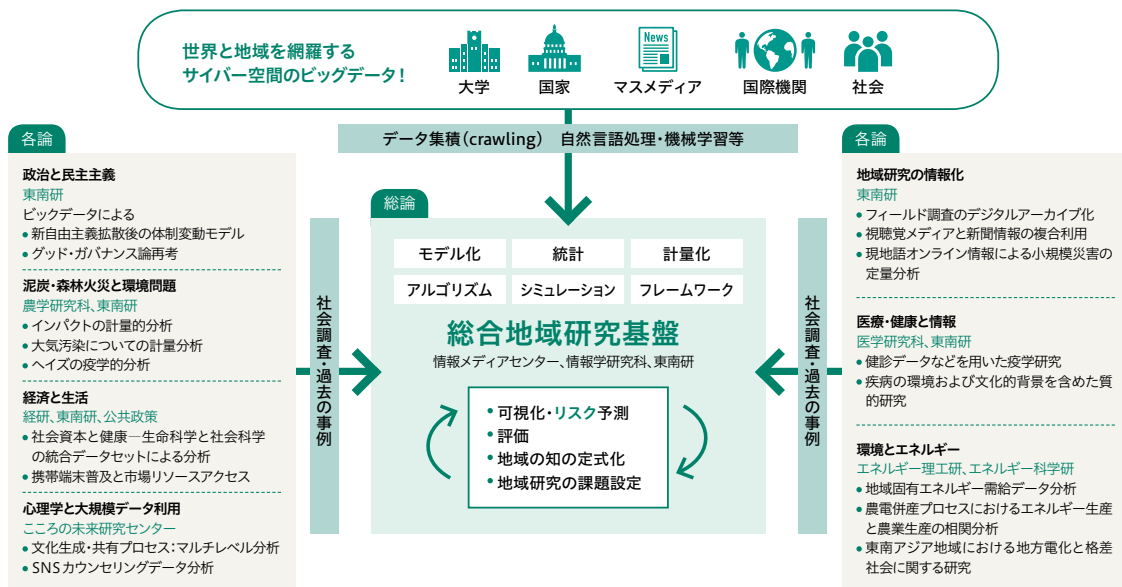 世界と地域を網羅する
サイバー空間のビッグデータ!
News
大学
国家
マスメディア
国際機関
社会
データ集積(crawling) 自然言語処理・機械学習等
各論
政治と民主主義
東南研
ビックデータによる
●新自由主義拡散後の体制変動モデル
●グッド・ガバナンス論再考
泥炭・森林火災と環境問題
農学研究科、東南研
●インパクトの計量的分析
●大気汚染についての計量分析
●ヘイズの疫学的分析
経済と生活
経研、東南研、公共政策
●社会資本と健康―生命科学と社会科学
の統合データセットによる分析
●携帯端末普及と市場リソースアクセス
心理学と大規模データ利用
こころの未来研究センター
●文化生成・共有プロセス:マルチレベル分析
●SNSカウンセリングデータ分析
社会調査・過去の事例
総論
モデル化
統計
計量化
アルゴリズム
シミュレーション
フレームワーク
総合地域研究基盤
情報メディアセンター、情報学研究科、東南研
●可視化・リスク予測
●評価
●地域の知の定式化
●地域研究の課題設定
社会調査・過去の事例
各論
地域研究の情報化
東南研
●フィールド調査のデジタルアーカイブ化
●視聴覚メディアと新聞情報の複合利用
●現地語オンライン情報による小規模災害の
定量分析
医療・健康と情報
医学研究科、東南研
●健診データなどを用いた疫学研究
●疾病の環境および文化的背景を含めた質
的研究
環境とエネルギー
エネルギー理工研、エネルギー科学研
●地域固有エネルギー需給データ分析
●農電併産プロセスにおけるエネルギー生産
と農業生産の相関分析
●東南アジア地域における地方電化と格差
社会に関する研究